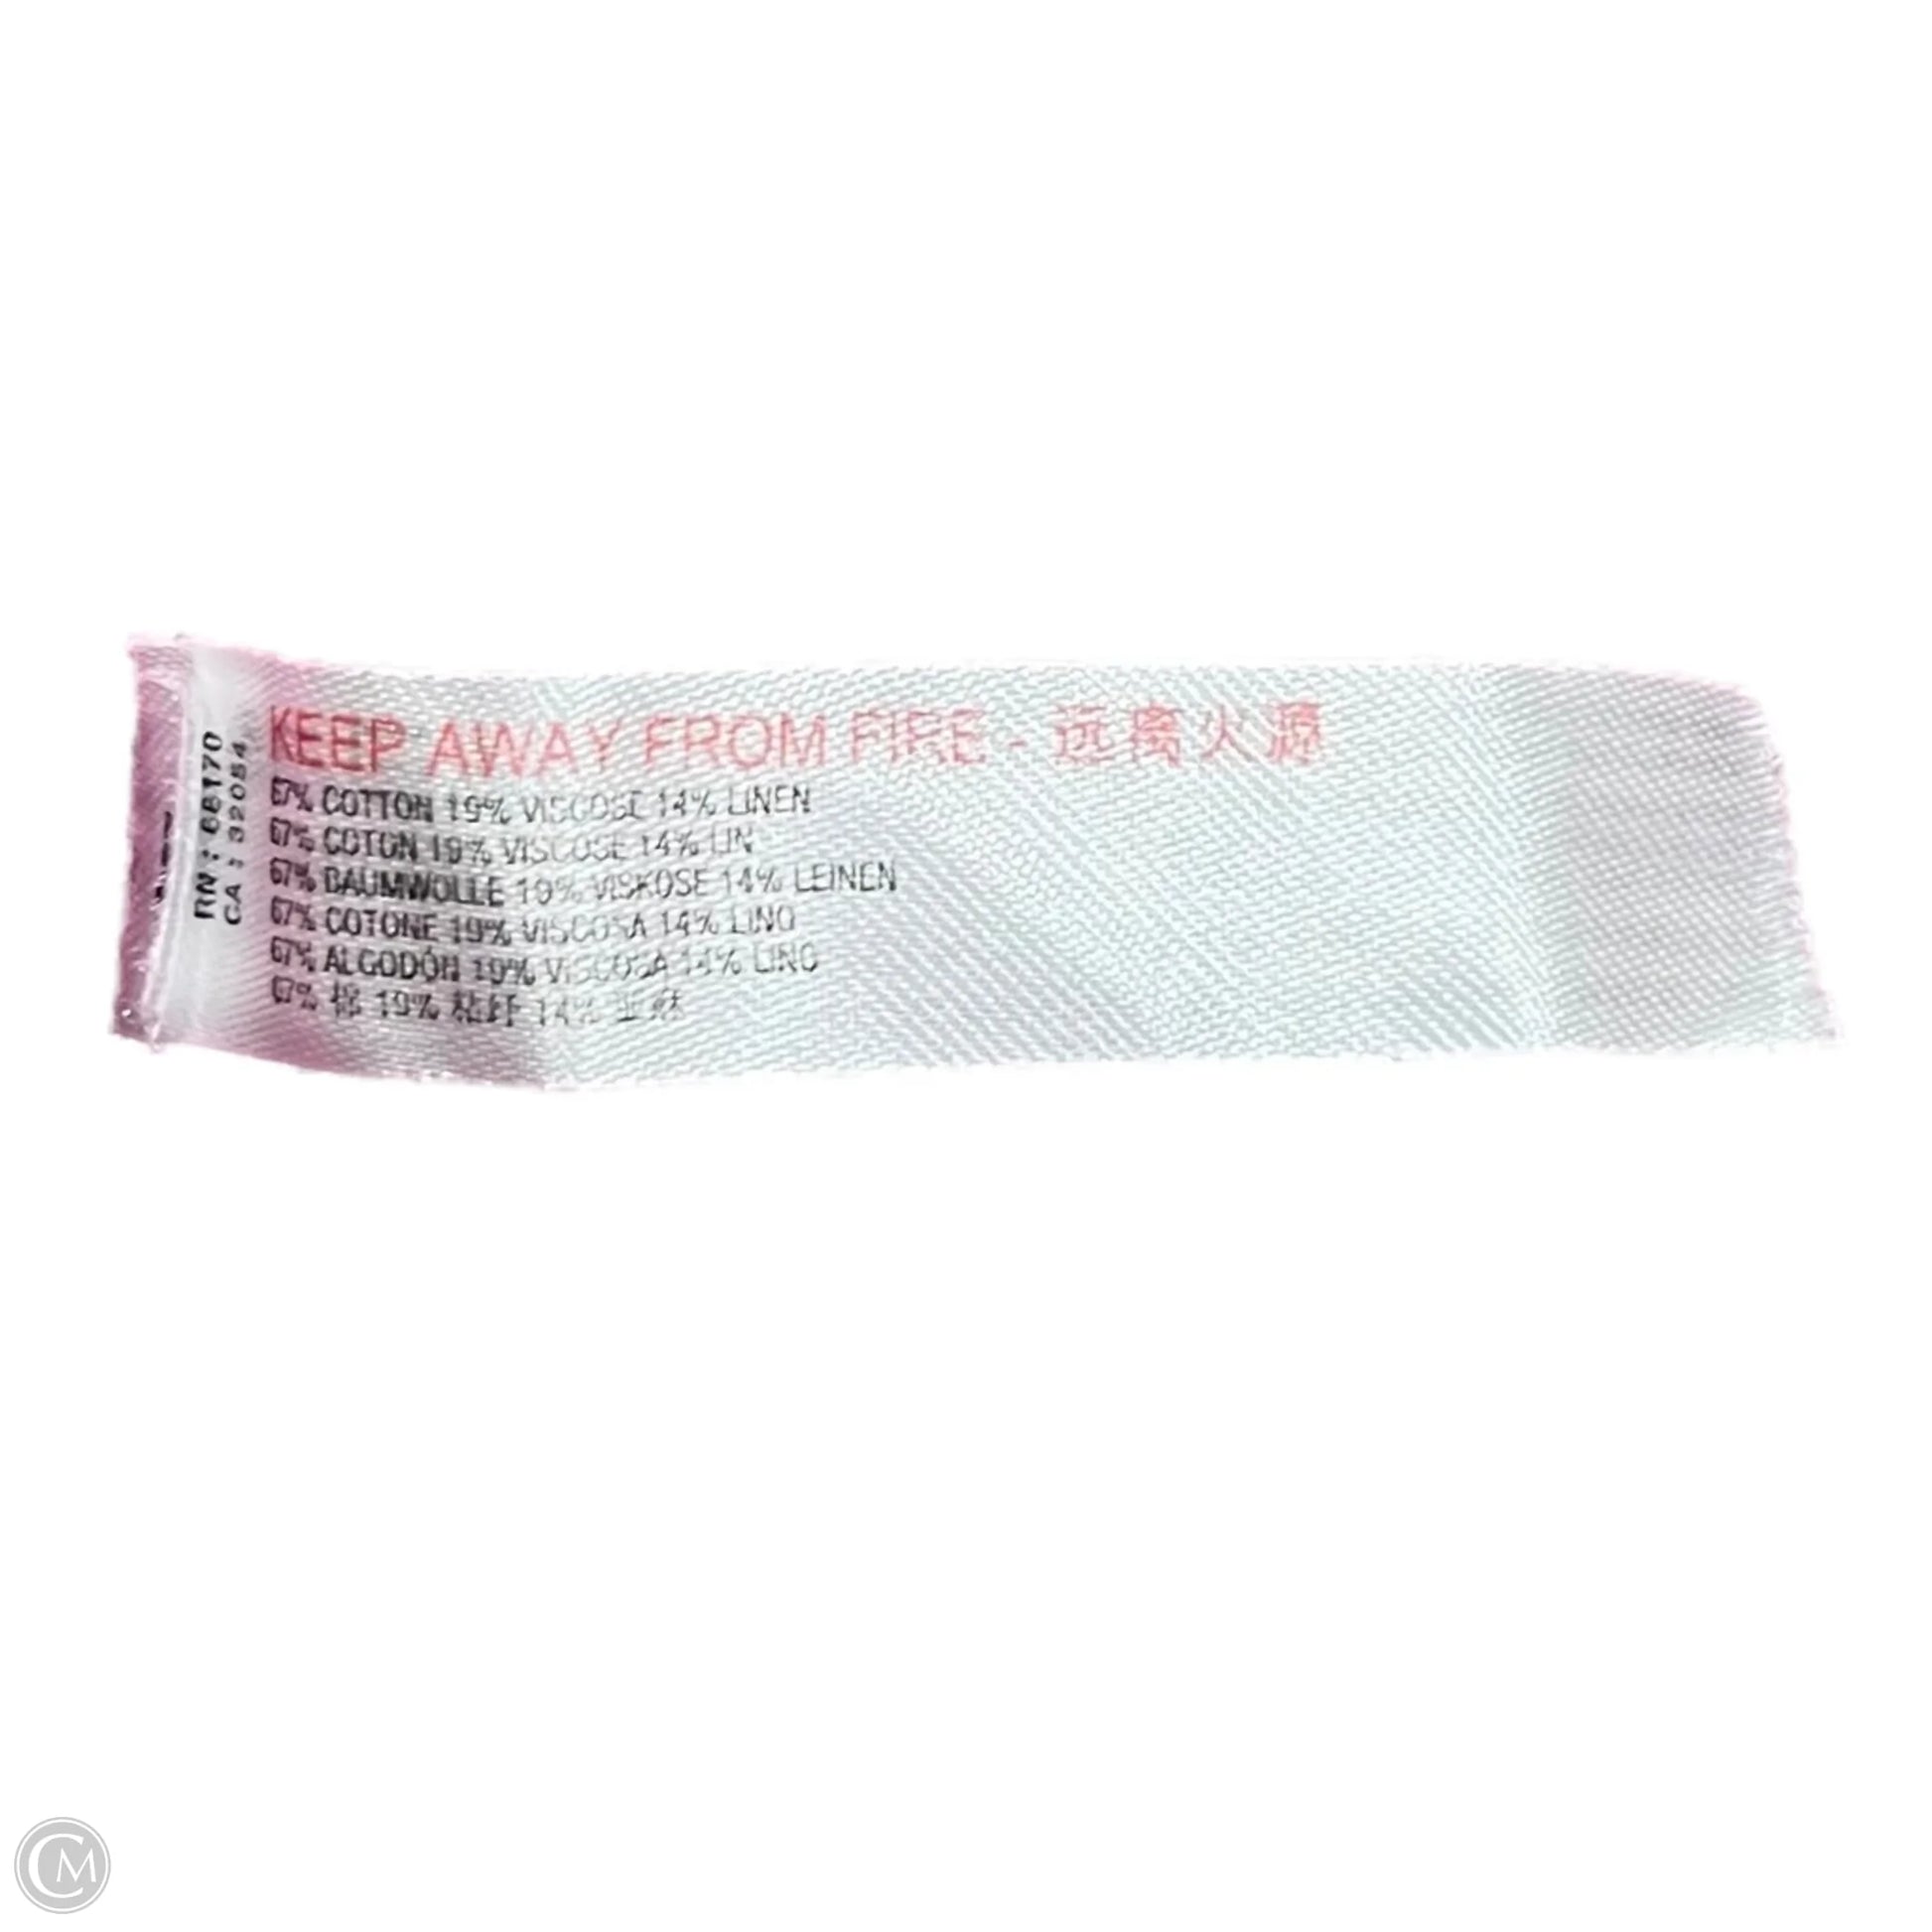 KEEP AWAY FROM FIRE - 远离火源
67% COTTON 19% VISCOSE 14% LINEN
67% COTON 19% VISCOSE 14% LIN
67% BAUMWOLLE 19% VISKOSE 14% LEINEN
67% COTONE 19% VISCOSA 14% LINO
67% ALGODÓN 19% VISCOSA 14% LINO
67% 棉 19% 粘纤 14% 亚麻
RN : 68170
CA : 32054
CM